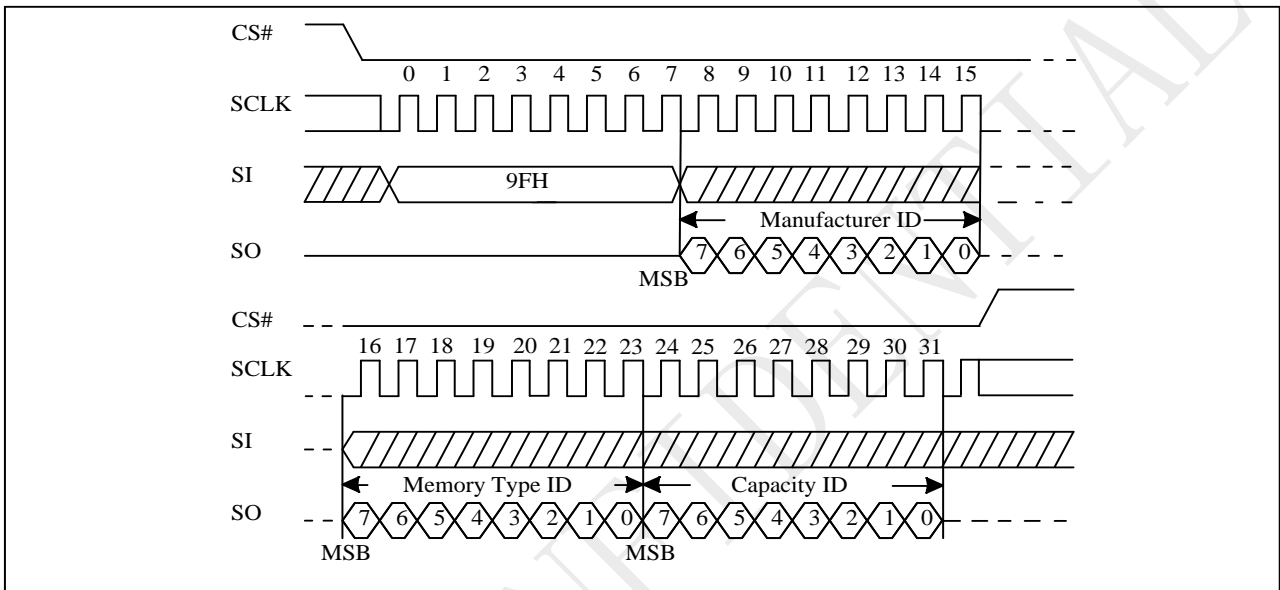 CS#
0 1 2 3 4 5 6 7 8 9 10 11 12 13 14 15
SCLK
SI
9FH
Manufacturer ID
SO
7 6 5 4 3 2 1 0
MSB
CS#
16 17 18 19 20 21 22 23 24 25 26 27 28 29 30 31
SCLK
SI
Memory Type ID Capacity ID
SO
7 6 5 4 3 2 1 0 7 6 5 4 3 2 1 0
MSB MSB
NFIDENTIAL